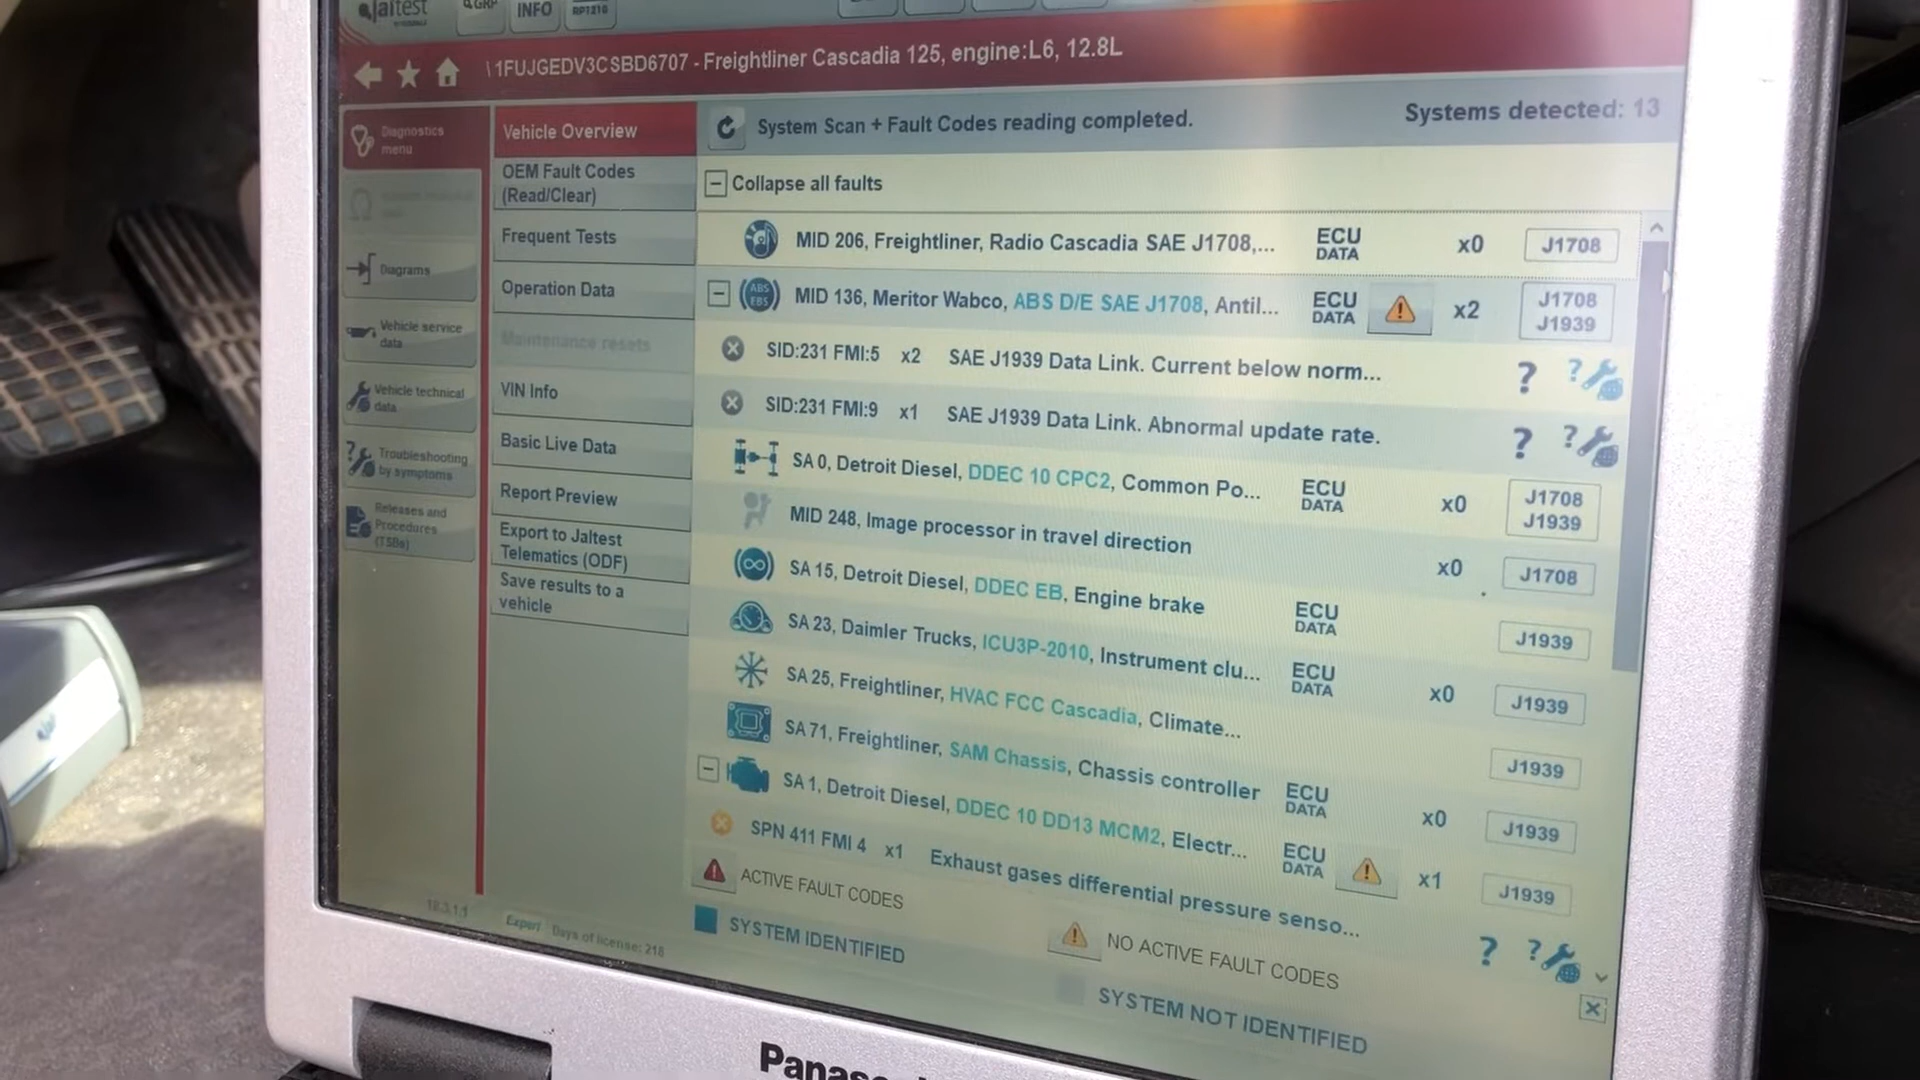 Jaltest
GRP
INFO
RP1210
\ 1FUJGEDV3CSBD6707 - Freightliner Cascadia 125, engine:L6, 12.8L
Diagnostics
menu
Diagrams
Vehicle service
data
Vehicle technical
data
Troubleshooting
by symptoms
Releases and
Procedures
(TSBs)
Vehicle Overview
OEM Fault Codes
(Read/Clear)
Frequent Tests
Operation Data
Maintenance resets
VIN Info
Basic Live Data
Report Preview
Export to Jaltest
Telematics (ODF)
Save results to a
vehicle
System Scan + Fault Codes reading completed.
Systems detected: 13
Collapse all faults
MID 206, Freightliner, Radio Cascadia SAE J1708,... ECU DATA x0 J1708
ABS EBS MID 136, Meritor Wabco, ABS D/E SAE J1708, Antil... ECU DATA x2 J1708 J1939
SID:231 FMI:5 x2 SAE J1939 Data Link. Current below norm... ? ?
SID:231 FMI:9 x1 SAE J1939 Data Link. Abnormal update rate. ? ?
SA 0, Detroit Diesel, DDEC 10 CPC2, Common Po... ECU DATA x0 J1708 J1939
MID 248, Image processor in travel direction x0 J1708
SA 15, Detroit Diesel, DDEC EB, Engine brake ECU DATA J1939
SA 23, Daimler Trucks, ICU3P-2010, Instrument clu... ECU DATA x0 J1939
SA 25, Freightliner, HVAC FCC Cascadia, Climate... J1939
SA 71, Freightliner, SAM Chassis, Chassis controller ECU DATA x0 J1939
SA 1, Detroit Diesel, DDEC 10 DD13 MCM2, Electr... ECU DATA x1 J1939
SPN 411 FMI 4 x1 Exhaust gases differential pressure senso... ? ?
ACTIVE FAULT CODES
NO ACTIVE FAULT CODES
SYSTEM IDENTIFIED
SYSTEM NOT IDENTIFIED
Expert Days of license: 218